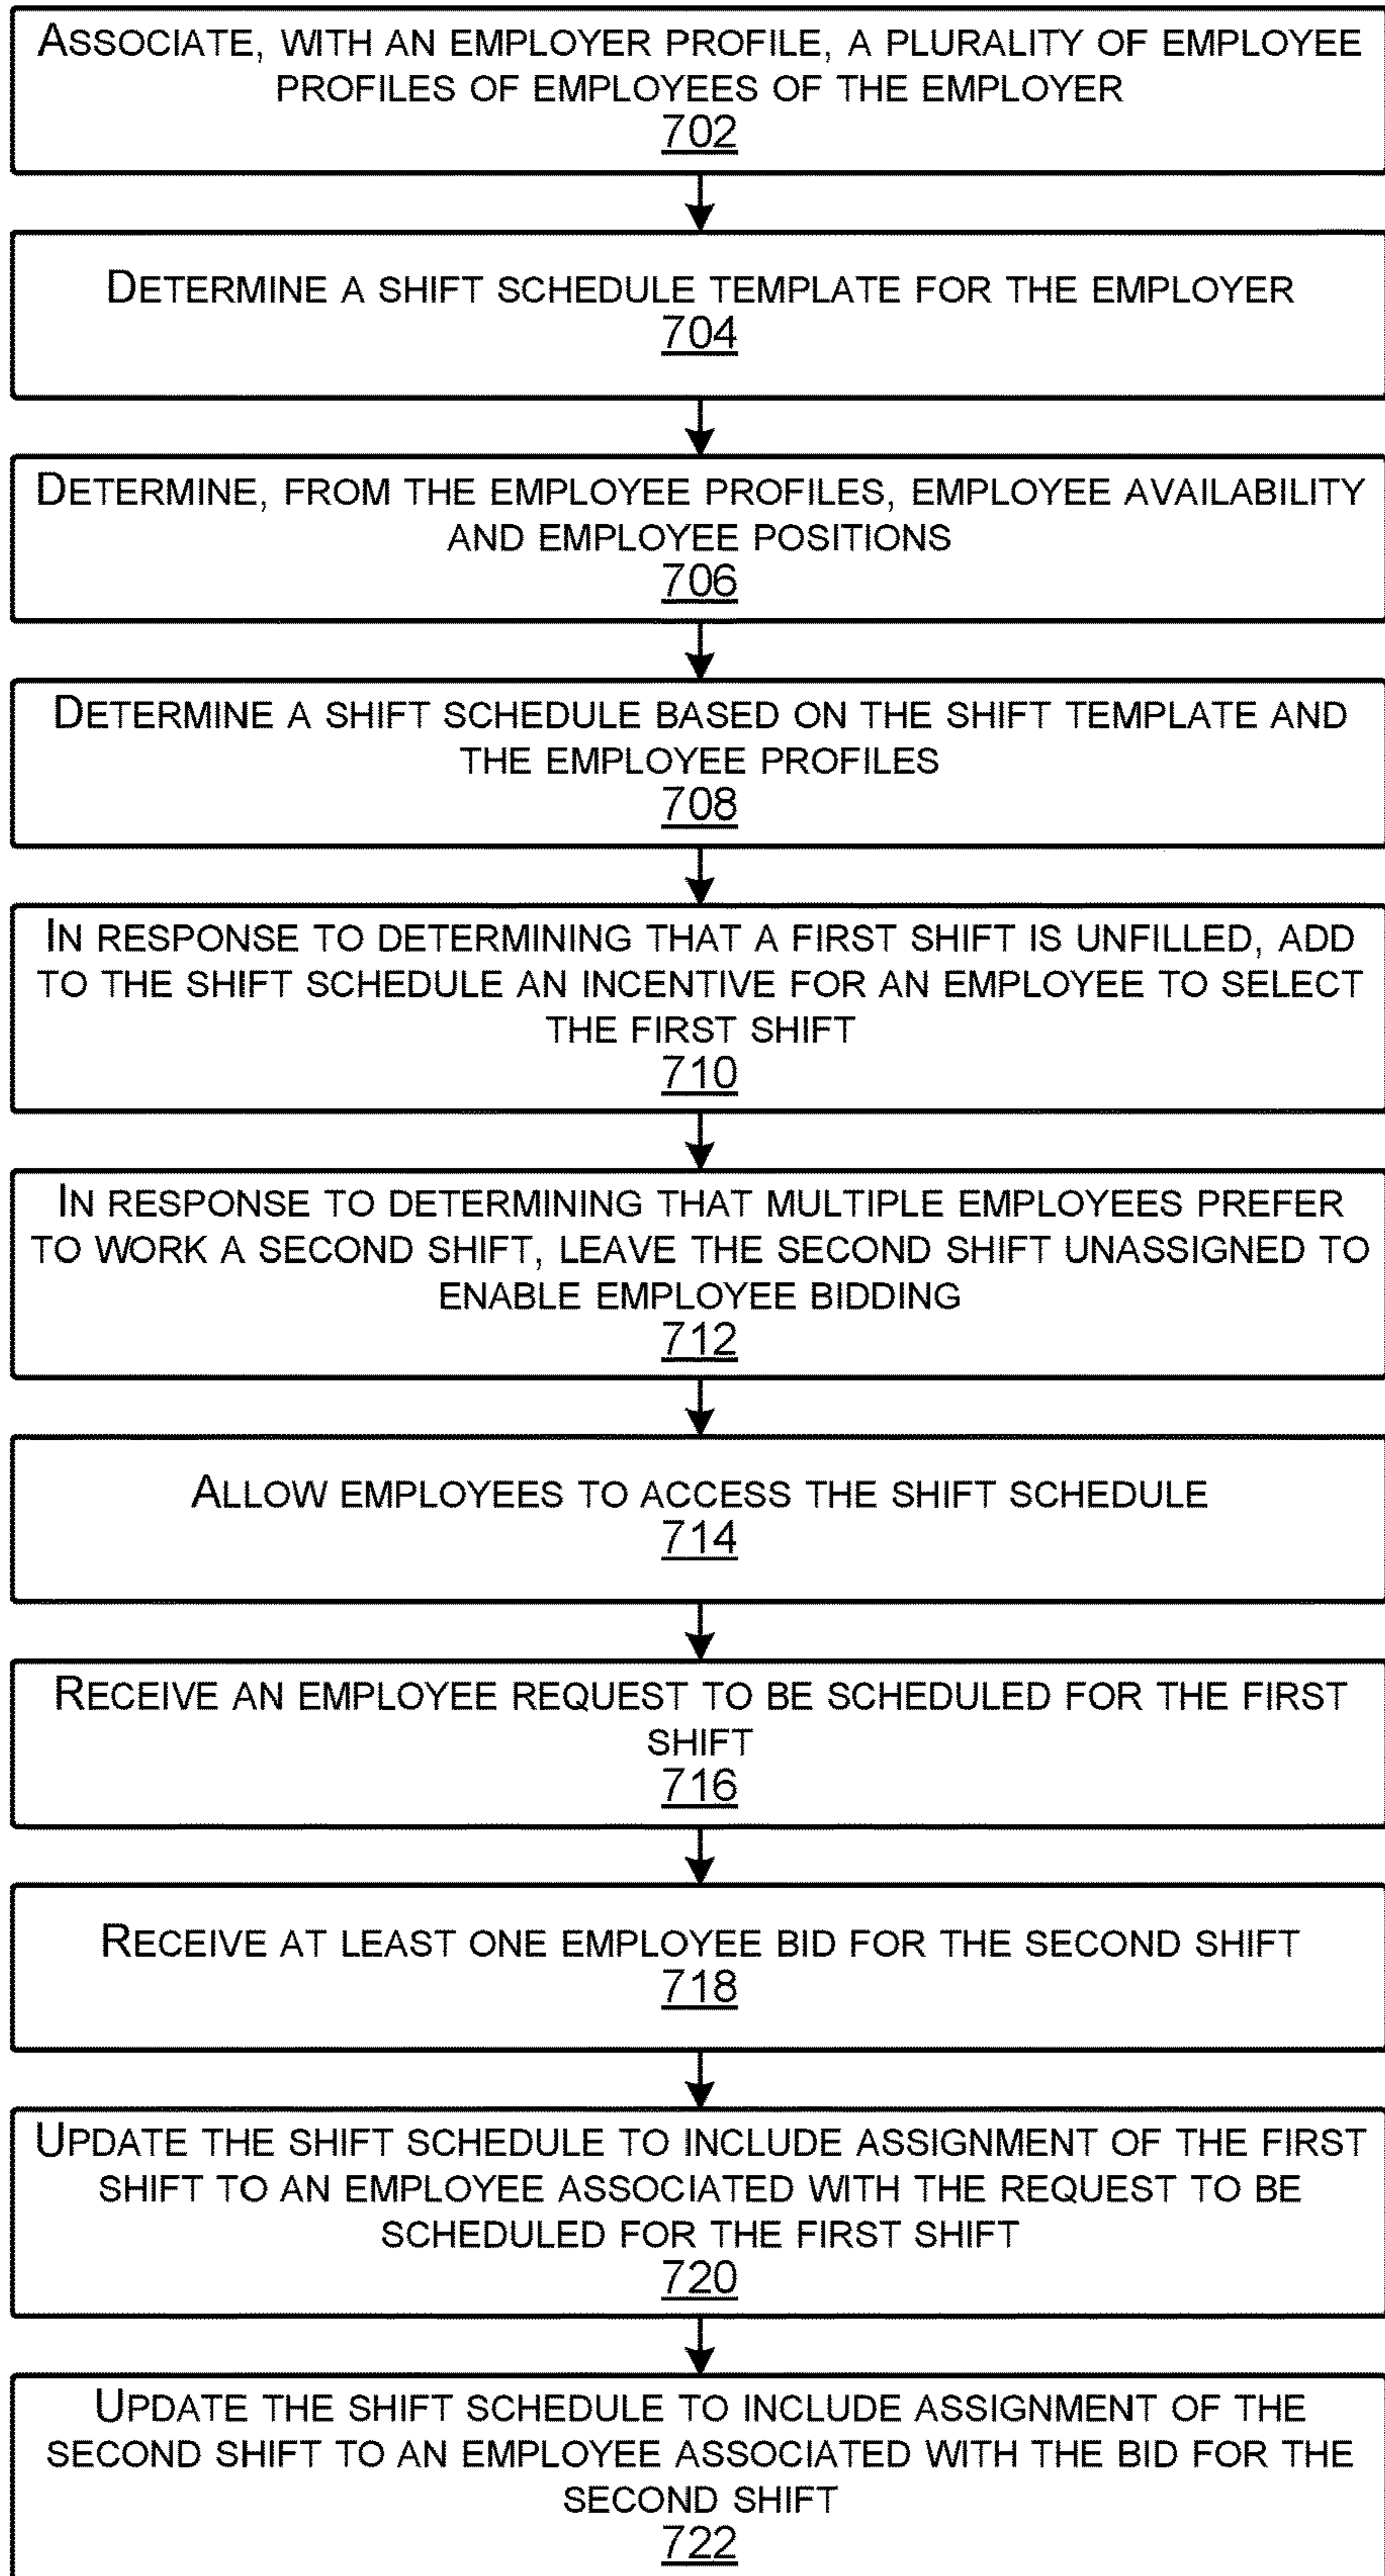 ASSOCIATE, WITH AN EMPLOYER PROFILE, A PLURALITY OF EMPLOYEE
PROFILES OF EMPLOYEES OF THE EMPLOYER
702
DETERMINE A SHIFT SCHEDULE TEMPLATE FOR THE EMPLOYER
704
DETERMINE, FROM THE EMPLOYEE PROFILES, EMPLOYEE AVAILABILITY
AND EMPLOYEE POSITIONS
706
DETERMINE A SHIFT SCHEDULE BASED ON THE SHIFT TEMPLATE AND
THE EMPLOYEE PROFILES
708
IN RESPONSE TO DETERMINING THAT A FIRST SHIFT IS UNFILLED, ADD
TO THE SHIFT SCHEDULE AN INCENTIVE FOR AN EMPLOYEE TO SELECT
THE FIRST SHIFT
710
IN RESPONSE TO DETERMINING THAT MULTIPLE EMPLOYEES PREFER
TO WORK A SECOND SHIFT, LEAVE THE SECOND SHIFT UNASSIGNED TO
ENABLE EMPLOYEE BIDDING
712
ALLOW EMPLOYEES TO ACCESS THE SHIFT SCHEDULE
714
RECEIVE AN EMPLOYEE REQUEST TO BE SCHEDULED FOR THE FIRST
SHIFT
716
RECEIVE AT LEAST ONE EMPLOYEE BID FOR THE SECOND SHIFT
718
UPDATE THE SHIFT SCHEDULE TO INCLUDE ASSIGNMENT OF THE FIRST
SHIFT TO AN EMPLOYEE ASSOCIATED WITH THE REQUEST TO BE
SCHEDULED FOR THE FIRST SHIFT
720
UPDATE THE SHIFT SCHEDULE TO INCLUDE ASSIGNMENT OF THE
SECOND SHIFT TO AN EMPLOYEE ASSOCIATED WITH THE BID FOR THE
SECOND SHIFT
722